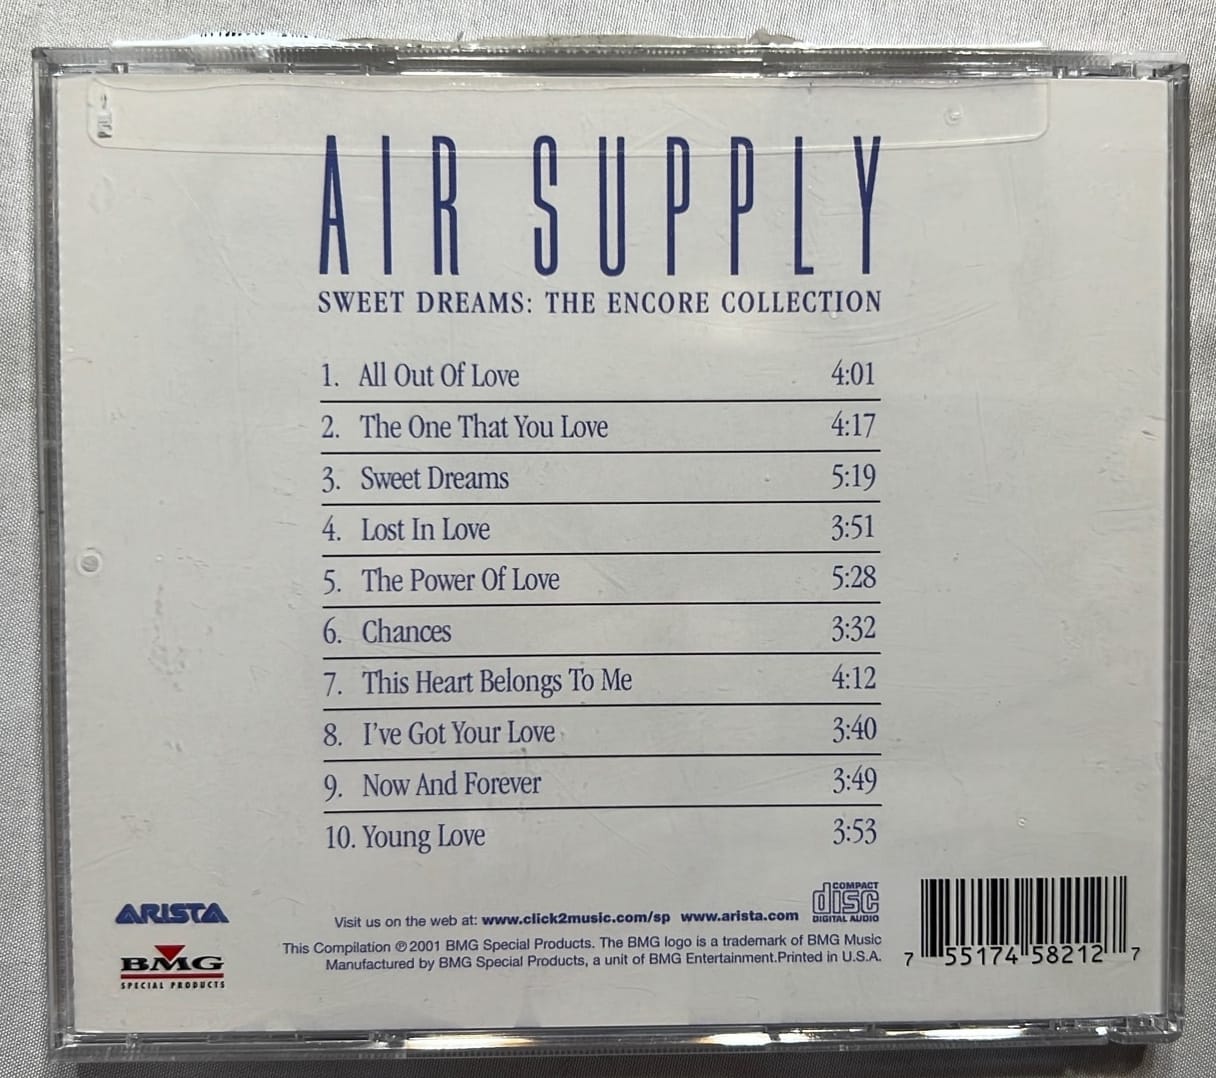 AIR SUPPLY
SWEET DREAMS: THE ENCORE COLLECTION
1. All Out Of Love 4:01
2. The One That You Love 4:17
3. Sweet Dreams 5:19
4. Lost In Love 3:51
5. The Power Of Love 5:28
6. Chances 3:32
7. This Heart Belongs To Me 4:12
8. I've Got Your Love 3:40
9. Now And Forever 3:49
10. Young Love 3:53
ARISTA
BMG
SPECIAL PRODUCTS
Visit us on the web at: www.click2music.com/sp www.arista.com
COMPACT
disc
DIGITAL AUDIO
This Compilation ℗2001 BMG Special Products. The BMG logo is a trademark of BMG Music
Manufactured by BMG Special Products, a unit of BMG Entertainment.Printed in U.S.A.
7 55174 58212 7